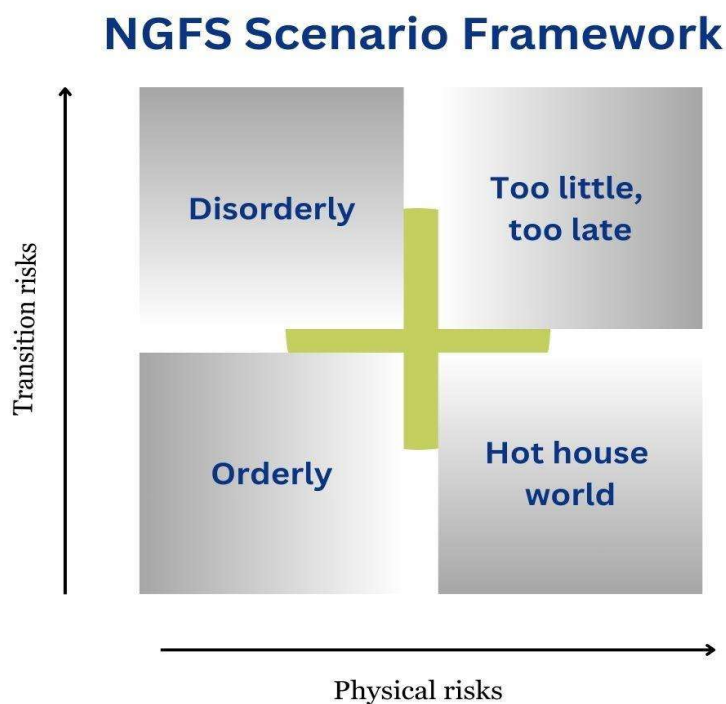 NGFS Scenario Framework
Disorderly
Too little,
too late
Transition risks
Orderly
Hot house
world
Physical risks